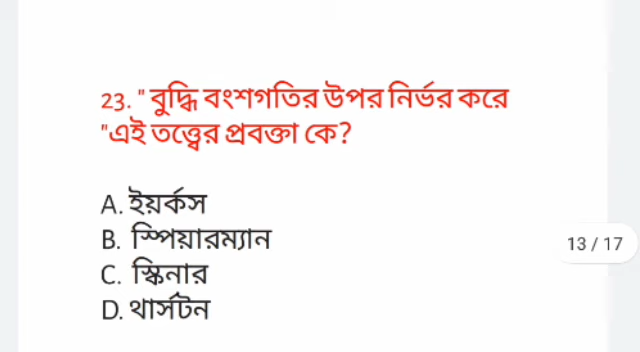 23. " বুদ্ধি বংশগতির উপর নির্ভর করে
"এই তত্ত্বের প্রবক্তা কে?
A. ইয়র্কস
B. স্পিয়ারম্যান
13 / 17
C. স্কিনার
D. থার্সটন